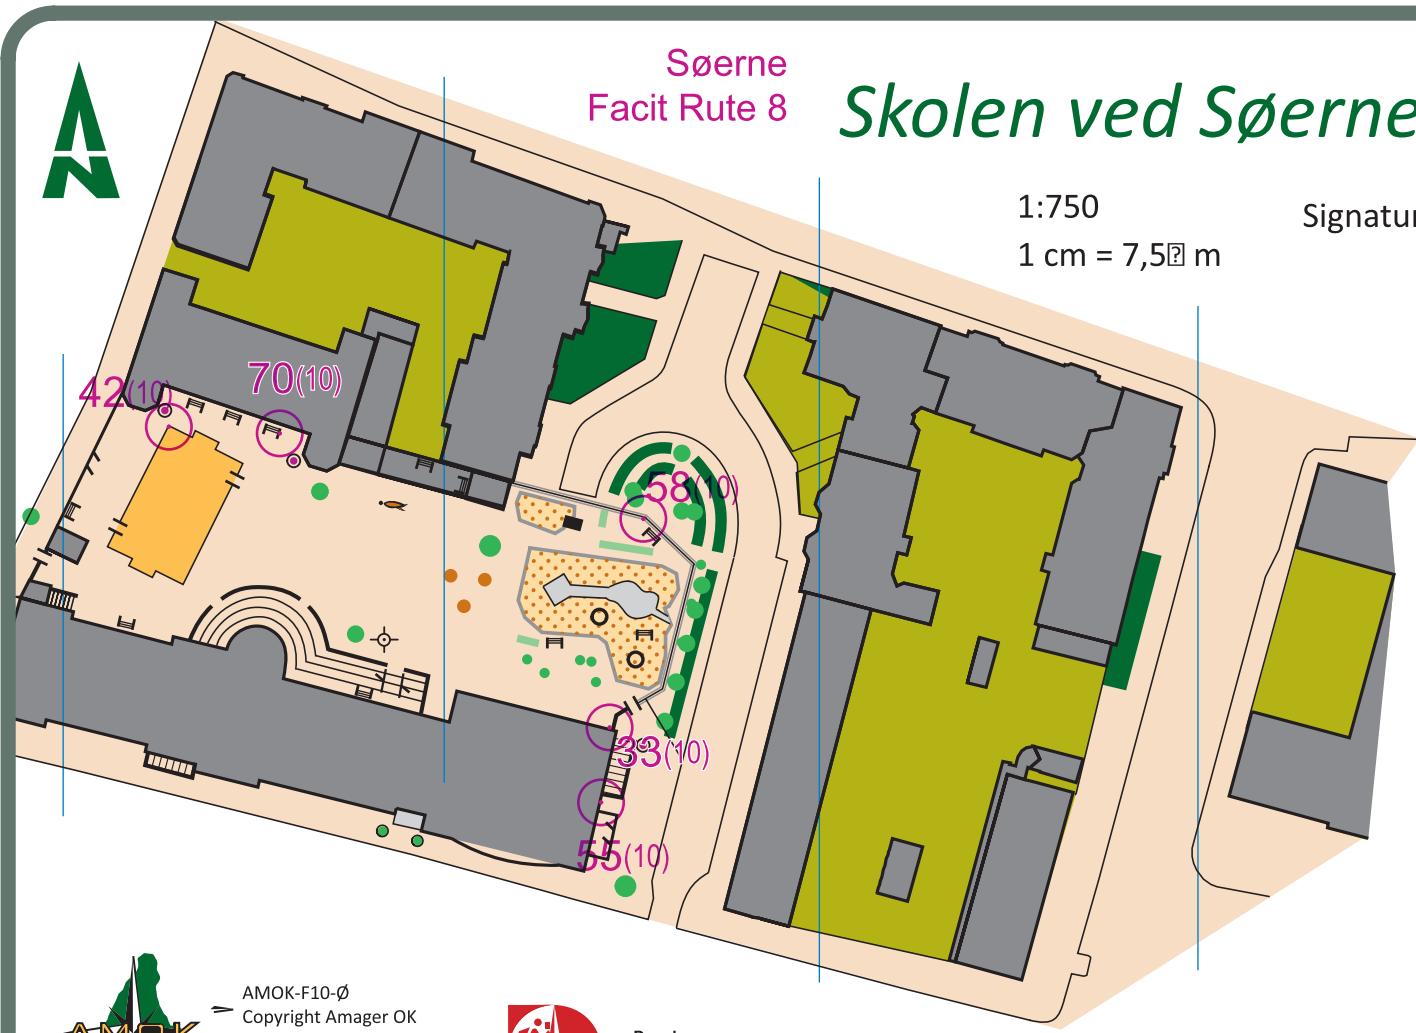 Søerne
Facit Rute 8
Skolen ved Søerne
1:750
1 cm = 7,5 m
42(10)
70(10)
58(10)
33(10)
55(10)
AMOK-F10-Ø
Copyright Amager OK
AMOK